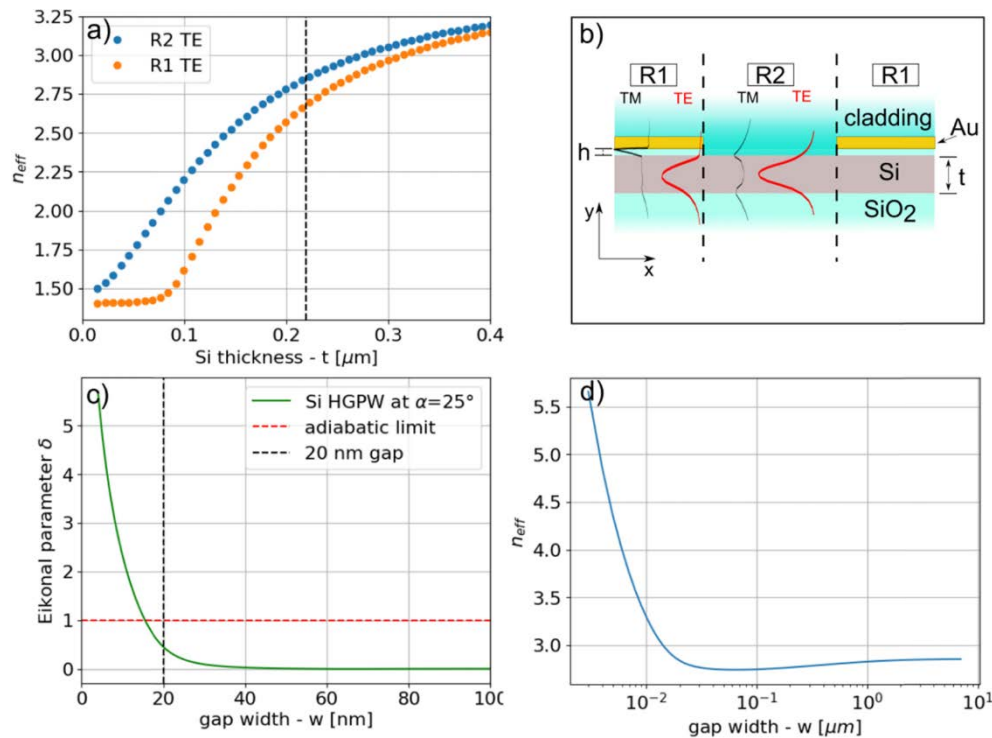 a)
3.25
3.00
2.75
2.50
2.25
2.00
1.75
1.50
n_eff
R2 TE
R1 TE
0.0 0.1 0.2 0.3 0.4
Si thickness - t [μm]
b)
R1 R2 R1
TM TE TM TE
cladding
Au
h
Si
t
SiO2
y
x
c)
5
4
3
2
1
0
Eikonal parameter δ
Si HGPW at α=25°
adiabatic limit
20 nm gap
0 20 40 60 80 100
gap width - w [nm]
d)
5.5
5.0
4.5
4.0
3.5
3.0
n_eff
10⁻² 10⁻¹ 10⁰ 10¹
gap width - w [μm]